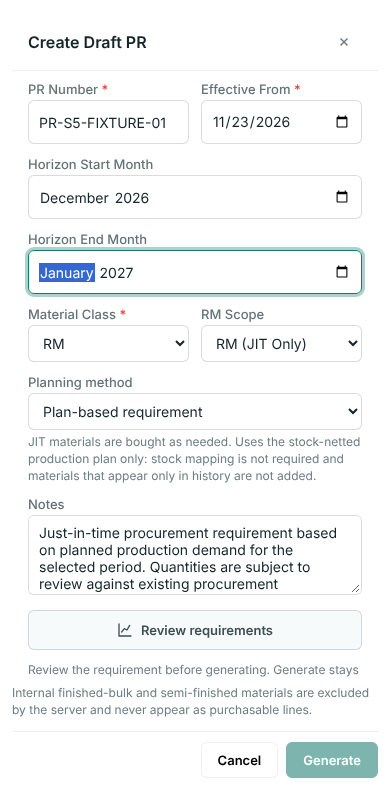 Create Draft PR ×
PR Number * Effective From *
PR-S5-FIXTURE-01 11/23/2026
Horizon Start Month
December 2026
Horizon End Month
January 2027
Material Class * RM Scope
RM RM (JIT Only)
Planning method
Plan-based requirement
JIT materials are bought as needed. Uses the stock-netted
production plan only: stock mapping is not required and
materials that appear only in history are not added.
Notes
Just-in-time procurement requirement based
on planned production demand for the
selected period. Quantities are subject to
review against existing procurement
Review requirements
Review the requirement before generating. Generate stays
Internal finished-bulk and semi-finished materials are excluded
by the server and never appear as purchasable lines.
Cancel Generate